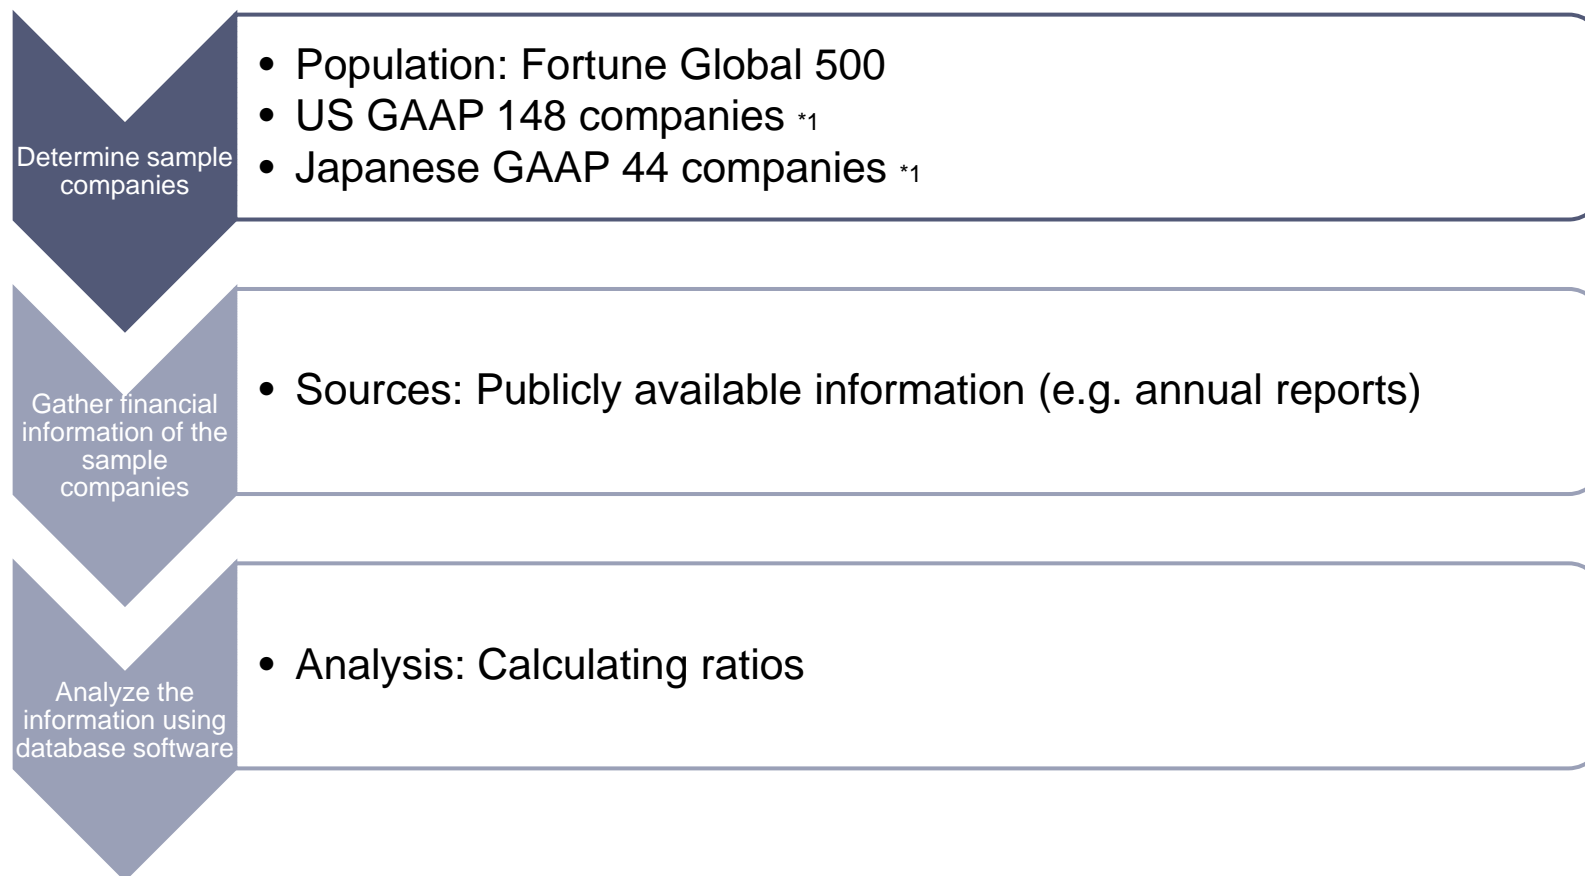 Determine sample
companies
• Population: Fortune Global 500
• US GAAP 148 companies *1
• Japanese GAAP 44 companies *1
Gather financial
information of the
sample
companies
• Sources: Publicly available information (e.g. annual reports)
Analyze the
information using
database software
• Analysis: Calculating ratios